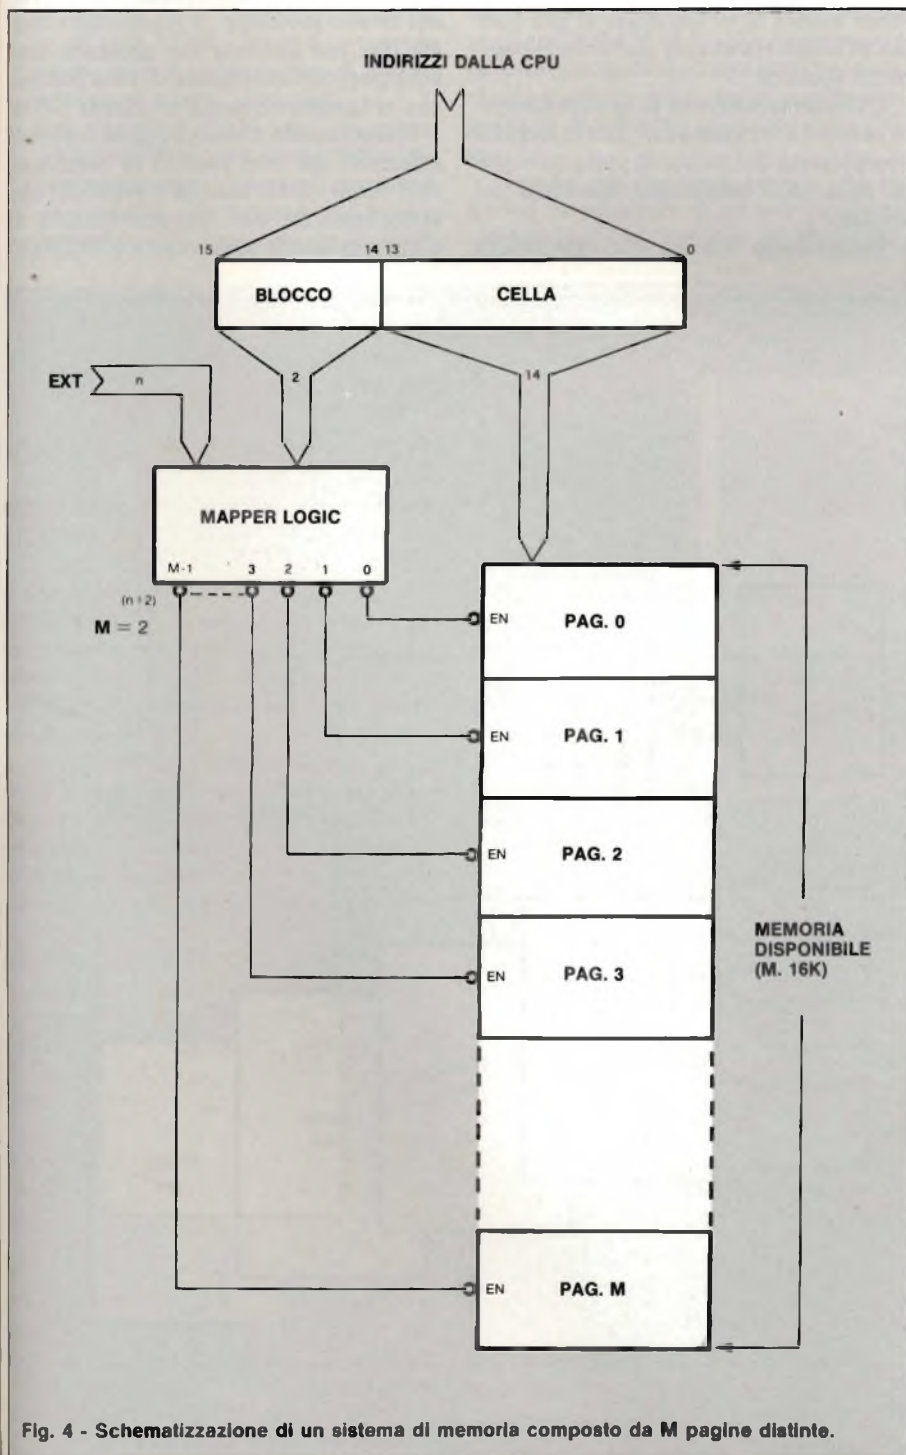 INDIRIZZI DALLA CPU
15 14 13 0
BLOCCO CELLA
EXT n 2 14
MAPPER LOGIC
M-1 3 2 1 0
(n+2)
M = 2
EN PAG. 0
EN PAG. 1
EN PAG. 2
EN PAG. 3
MEMORIA
DISPONIBILE
(M. 16K)
EN PAG. M
Fig. 4 - Schematizzazione di un sistema di memoria composto da M pagine distinte.